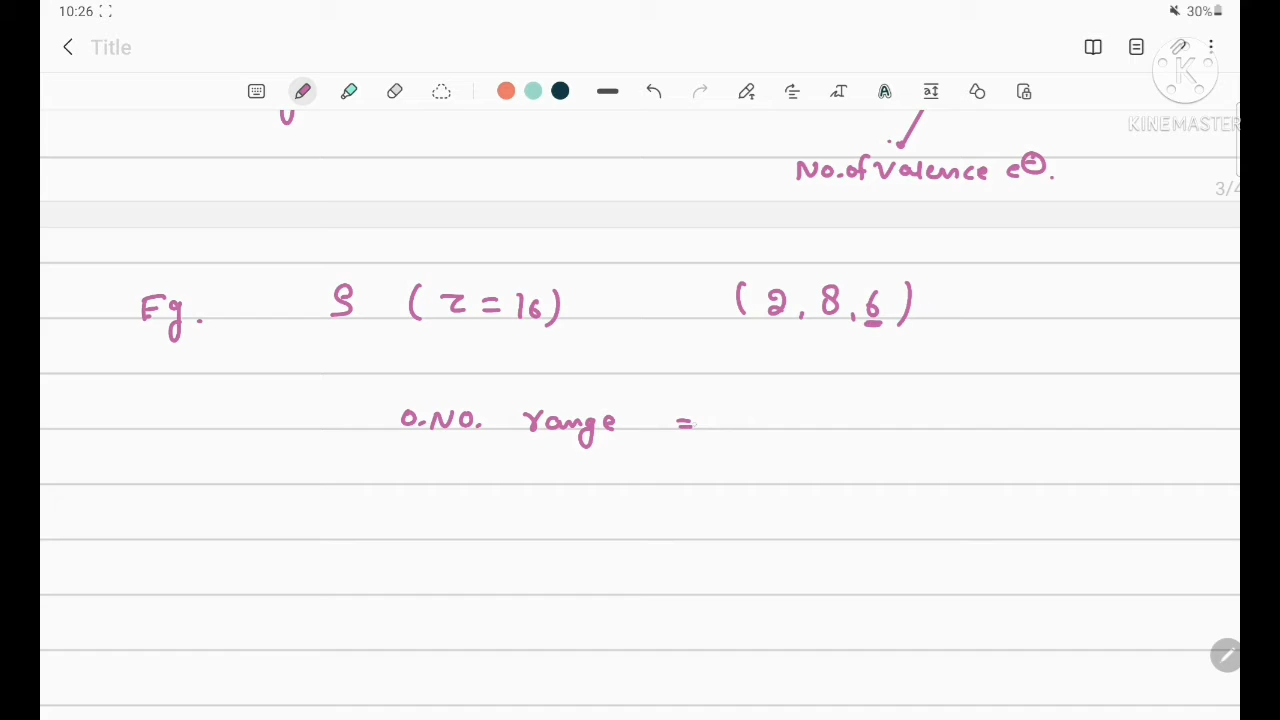 10:26 30%
Title
KINEMASTER
No. of Valence e⊖.
3/4
Eg. S (Z = 16) (2, 8, 6)
O.NO. range =